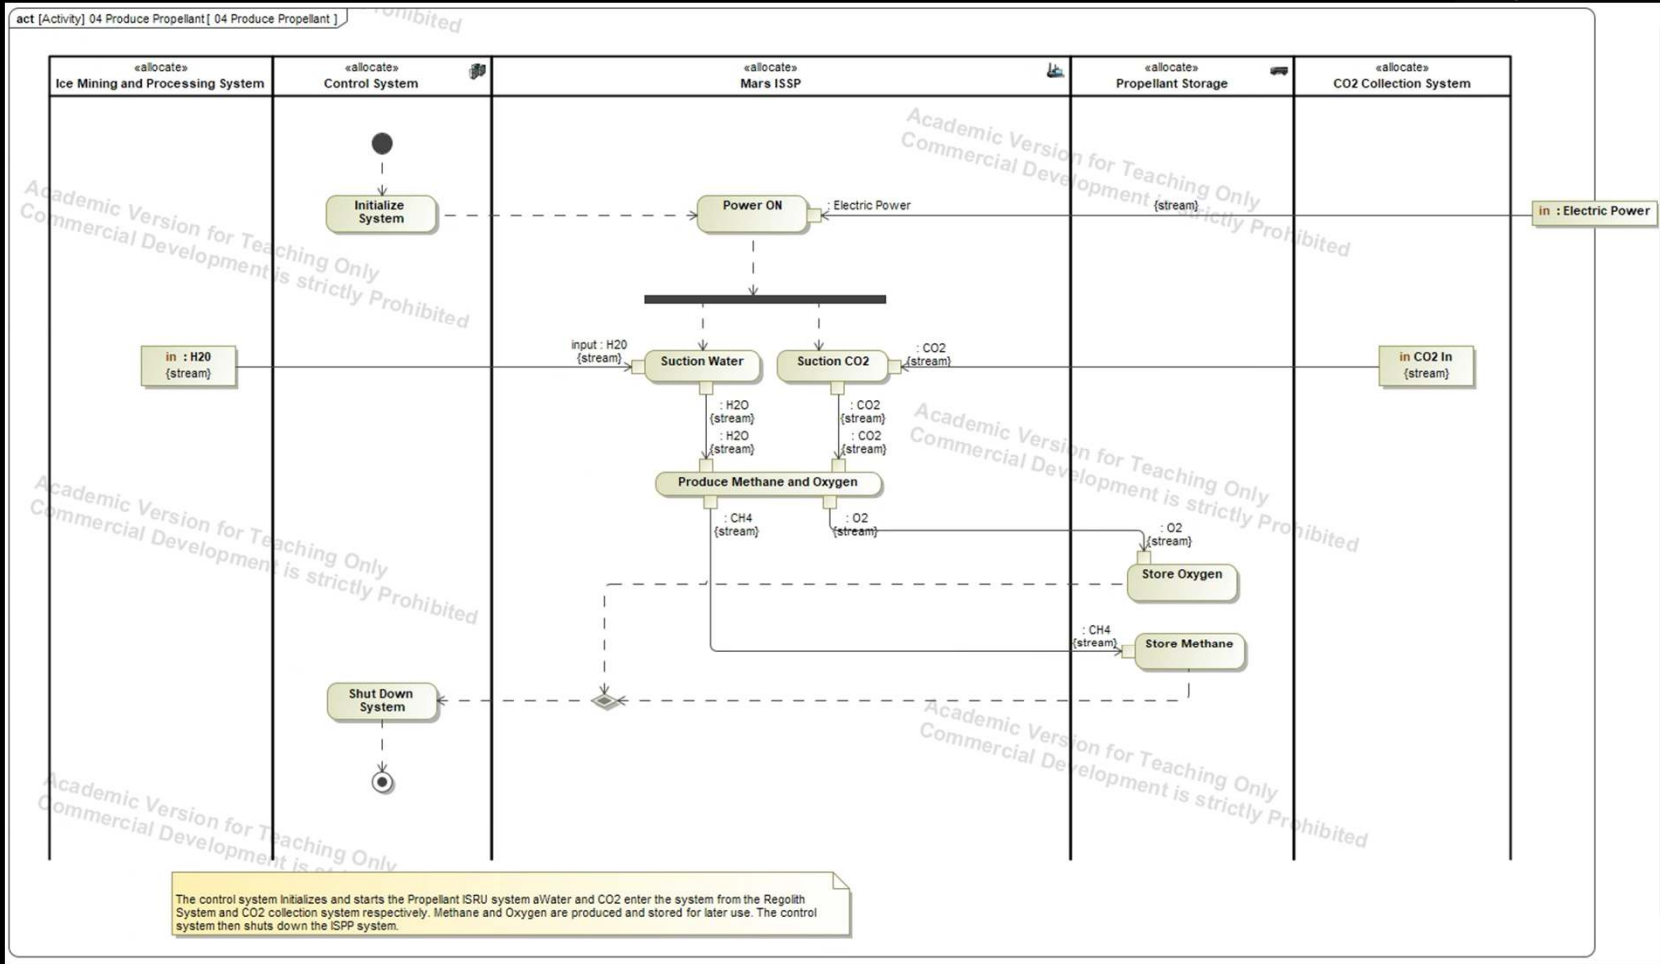 act [Activity] 04 Produce Propellant [ 04 Produce Propellant ]
«allocate»
Ice Mining and Processing System
«allocate»
Control System
«allocate»
Mars ISSP
«allocate»
Propellant Storage
«allocate»
CO2 Collection System
Initialize
System
Power ON
: Electric Power
{stream}
in : Electric Power
in : H20
{stream}
input : H20
{stream}
Suction Water
Suction CO2
: CO2
{stream}
in CO2 In
{stream}
: H2O
{stream}
: H2O
{stream}
: CO2
{stream}
: CO2
{stream}
Produce Methane and Oxygen
: CH4
{stream}
: O2
{stream}
: O2
{stream}
Store Oxygen
: CH4
{stream}
Store Methane
Shut Down
System
The control system Initializes and starts the Propellant ISRU system aWater and CO2 enter the system from the Regolith
System and CO2 collection system respectively. Methane and Oxygen are produced and stored for later use. The control
system then shuts down the ISPP system.
Academic Version for Teaching Only
Commercial Development is strictly Prohibited
Academic Version for Teaching Only
Commercial Development is strictly Prohibited
Academic Version for Teaching Only
Commercial Development is strictly Prohibited
Academic Version for Teaching Only
Commercial Development is strictly Prohibited
Academic Version for Teaching Only
Commercial Development is strictly Prohibited
Academic Version for Teaching Only
Commercial Development is